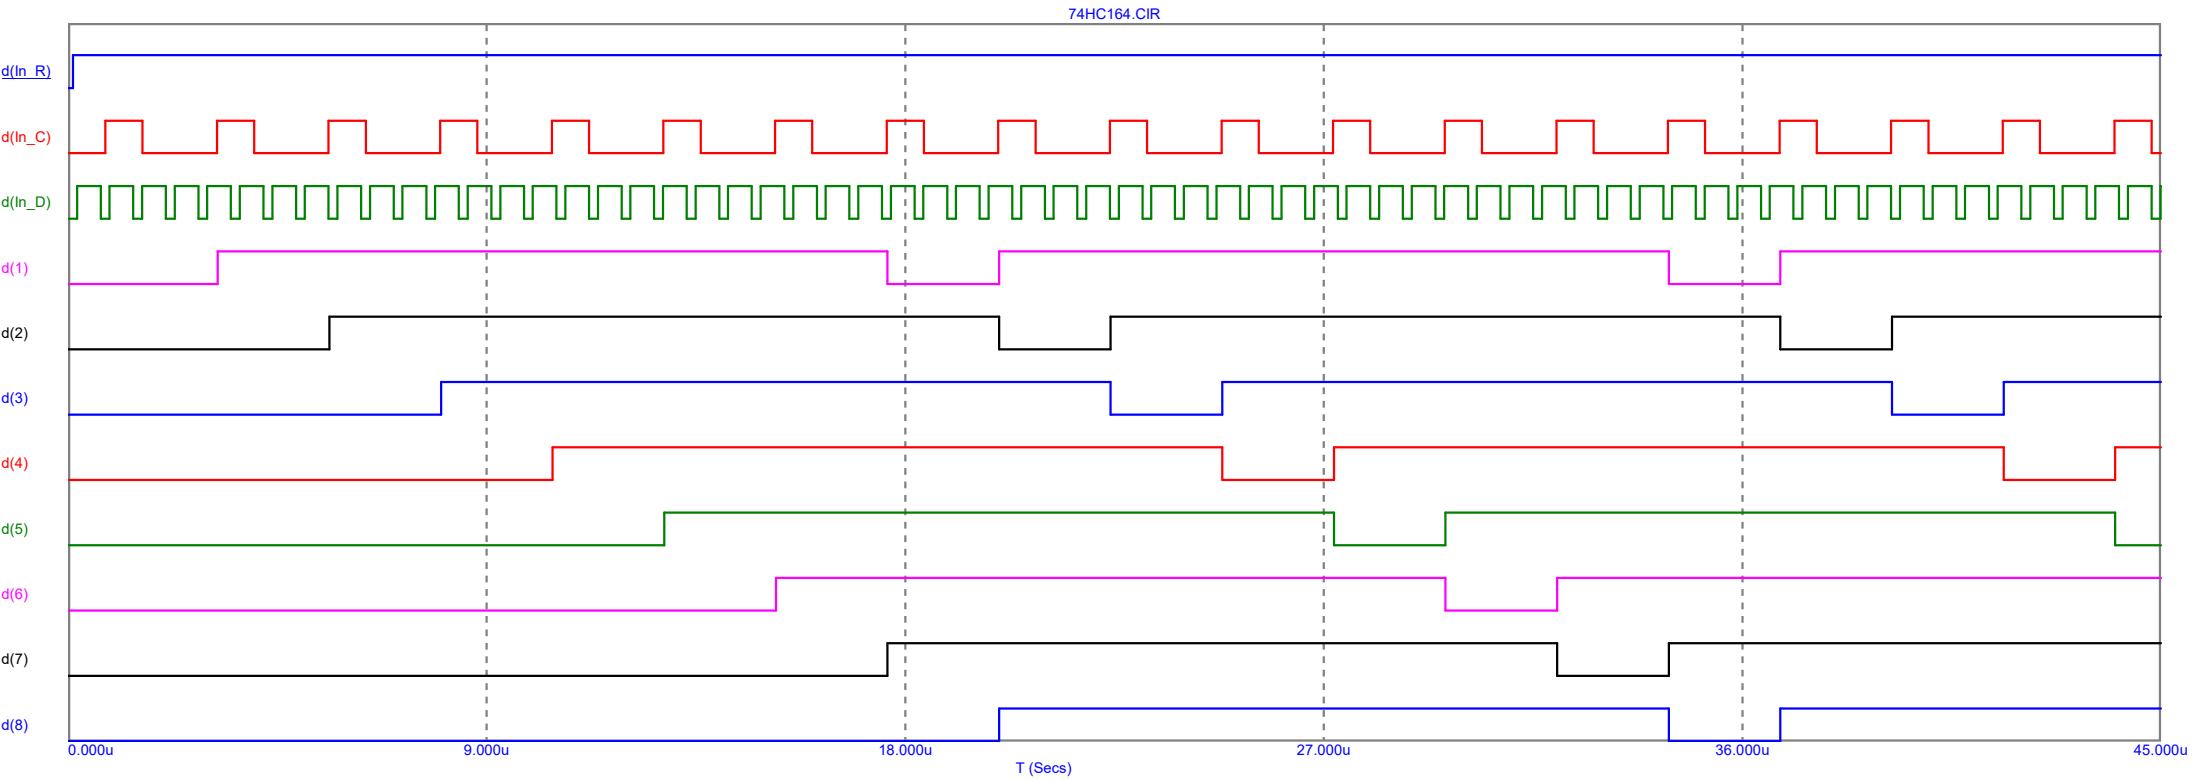 74HC164.CIR
d(In_R)
d(In_C)
d(In_D)
d(1)
d(2)
d(3)
d(4)
d(5)
d(6)
d(7)
d(8)
0.000u 9.000u 18.000u 27.000u 36.000u 45.000u
T (Secs)